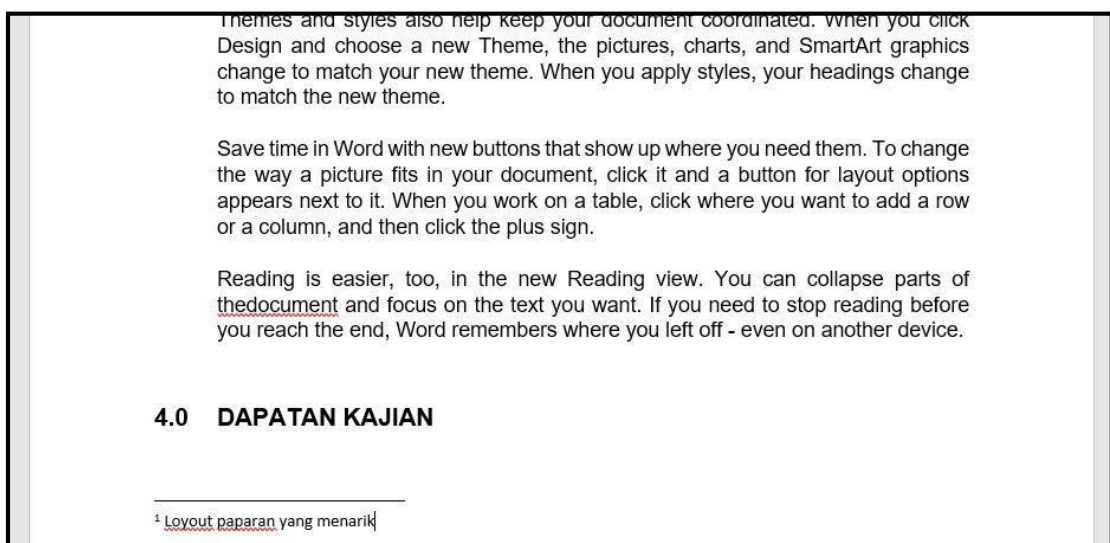 Themes and styles also help keep your document coordinated. When you click
Design and choose a new Theme, the pictures, charts, and SmartArt graphics
change to match your new theme. When you apply styles, your headings change
to match the new theme.
Save time in Word with new buttons that show up where you need them. To change
the way a picture fits in your document, click it and a button for layout options
appears next to it. When you work on a table, click where you want to add a row
or a column, and then click the plus sign.
Reading is easier, too, in the new Reading view. You can collapse parts of
thedocument and focus on the text you want. If you need to stop reading before
you reach the end, Word remembers where you left off - even on another device.
4.0 DAPATAN KAJIAN
1 Loyout paparan yang menarik